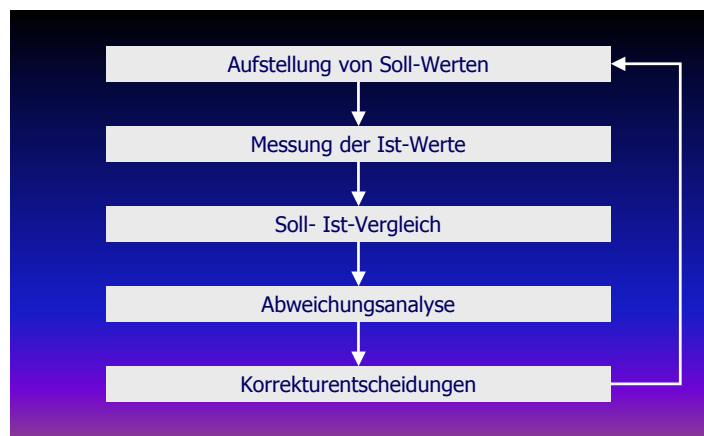 Aufstellung von Soll-Werten
Messung der Ist-Werte
Soll- Ist-Vergleich
Abweichungsanalyse
Korrekturentscheidungen